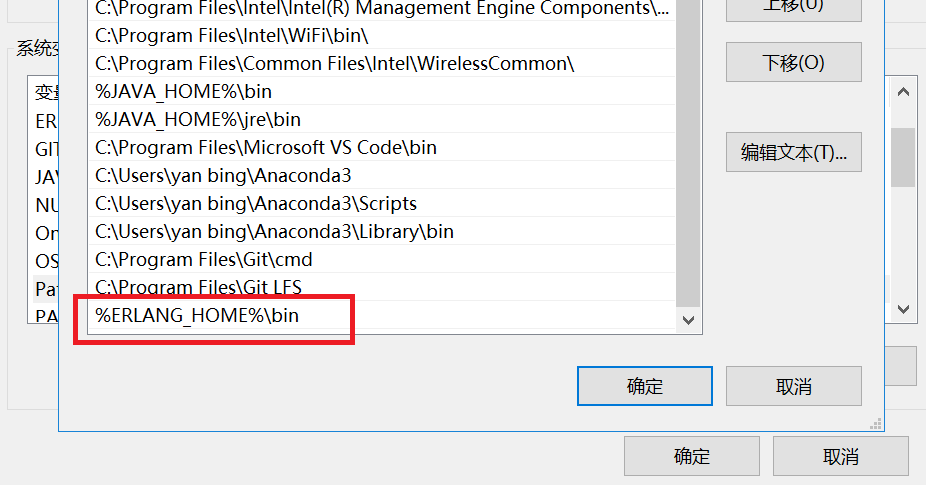 C:\Program Files\Intel\Intel(R) Management Engine Components\...
C:\Program Files\Intel\WiFi\bin\
C:\Program Files\Common Files\Intel\WirelessCommon\
%JAVA_HOME%\bin
%JAVA_HOME%\jre\bin
C:\Program Files\Microsoft VS Code\bin
C:\Users\yan bing\Anaconda3
C:\Users\yan bing\Anaconda3\Scripts
C:\Users\yan bing\Anaconda3\Library\bin
C:\Program Files\Git\cmd
C:\Program Files\Git LFS
%ERLANG_HOME%\bin
上移(U)
下移(O)
编辑文本(T)...
确定
取消
系统变
变量
ER
GIT
JAV
NU
On
OS
Pat
PA
确定
取消